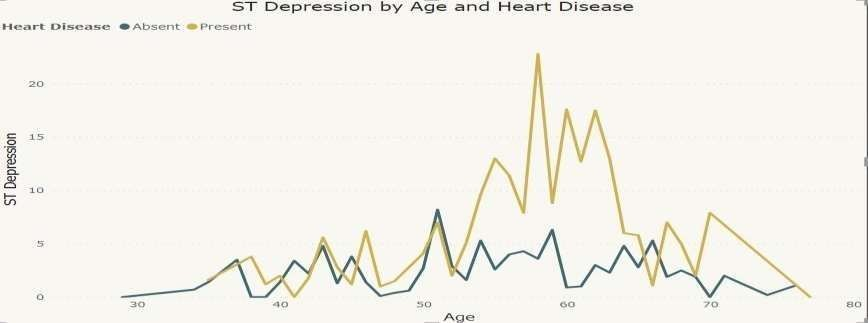 ST Depression by Age and Heart Disease
Heart Disease Absent Present
20
15
10
5
0
ST Depression
30 40 50 60 70 80
Age